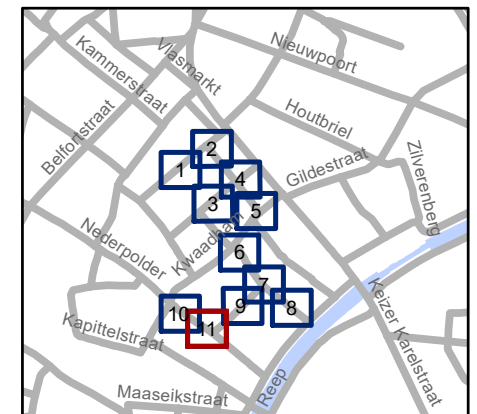 Nieuwpoort
Vlasmarkt
Kammerstraat
Houtbriel
Belfortstraat
Zilverenberg
2
1
4
Gildestraat
3
5
Kwaadham
Nederpolder
6
7
8
9
10
11
Keizer Karelstraat
Kapittelstraat
Reep
Maaseikstraat